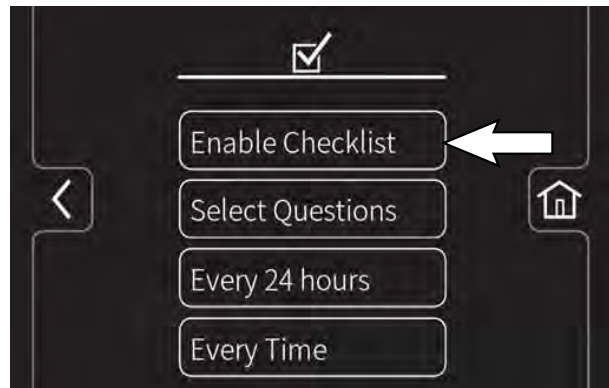 Enable Checklist
Select Questions
Every 24 hours
Every Time